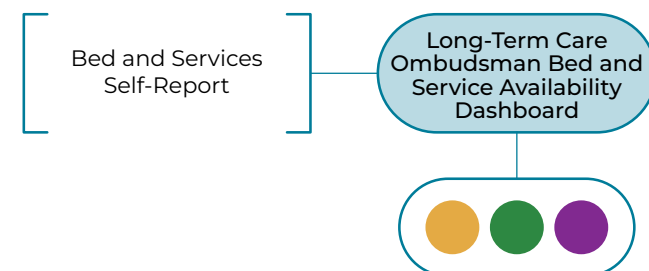 Bed and Services
Self-Report
Long-Term Care
Ombudsman Bed and
Service Availability
Dashboard